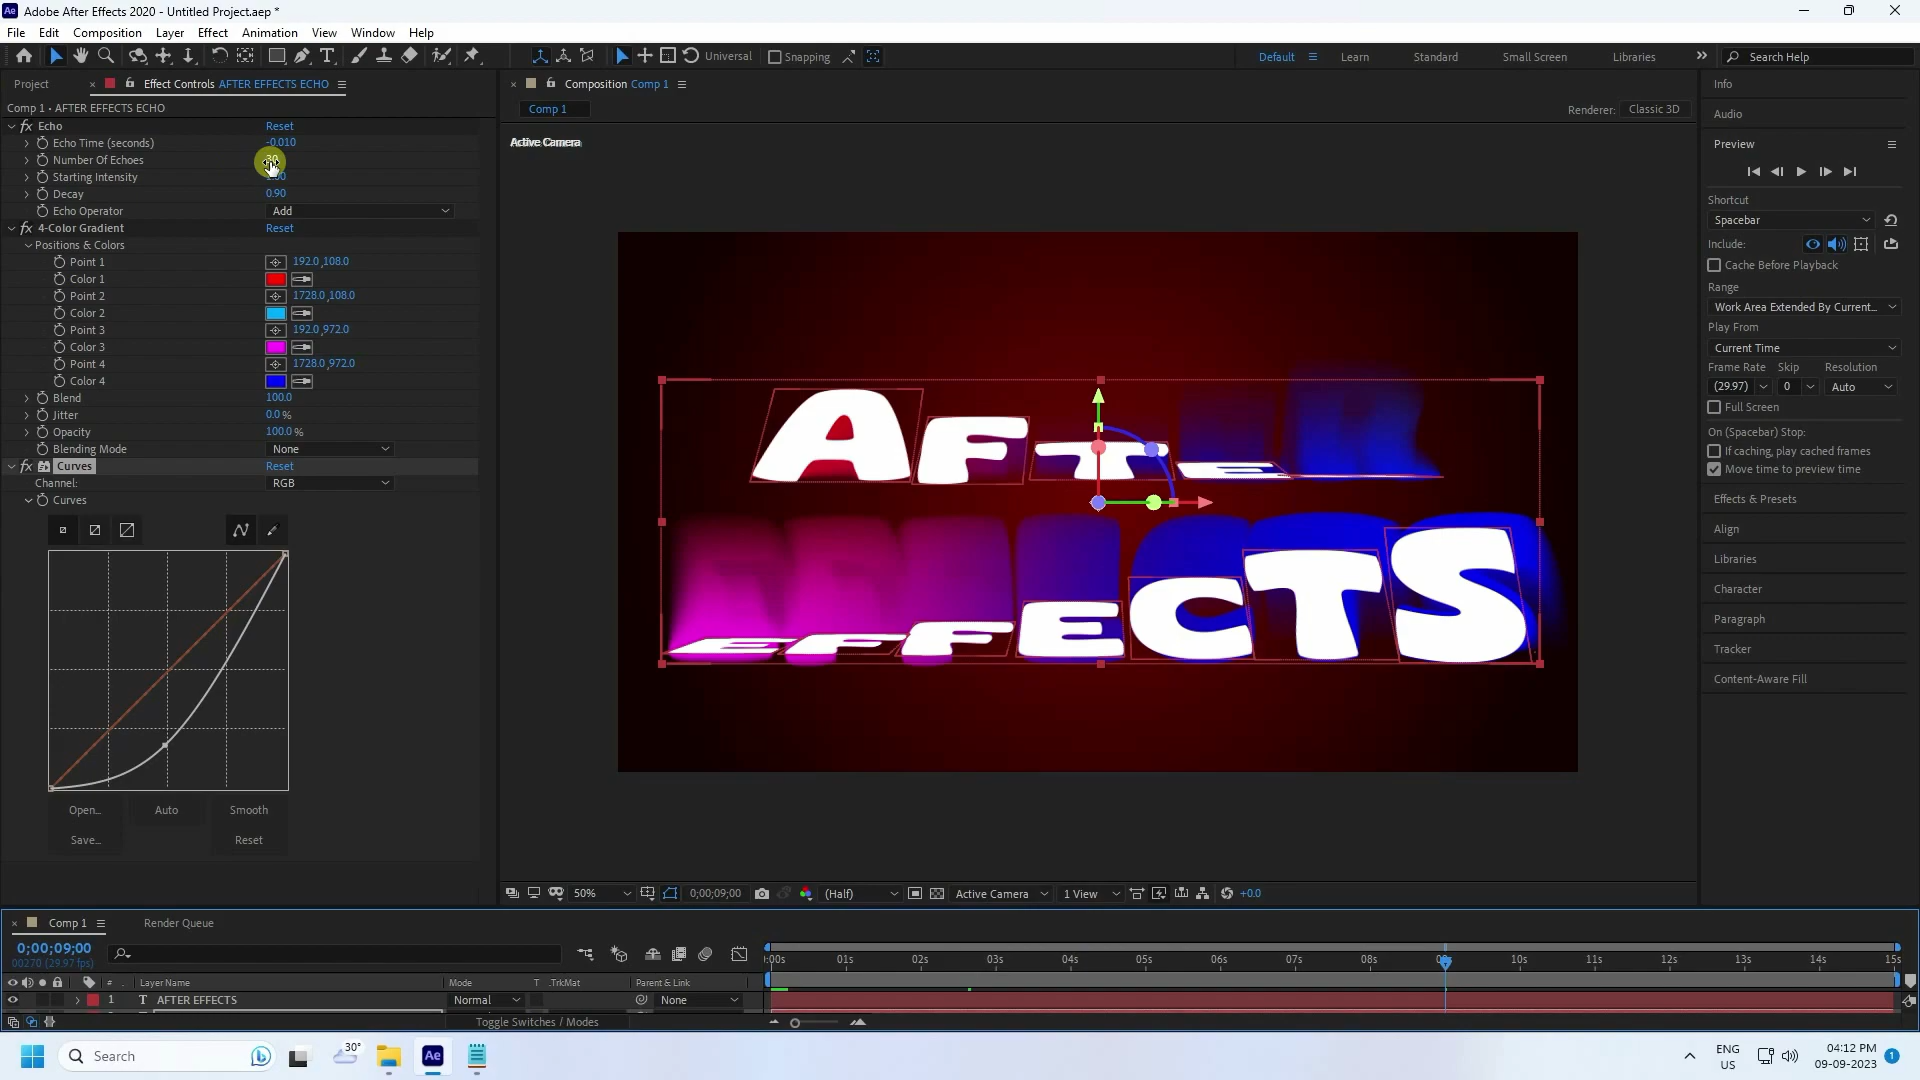 Adobe After Effects 2020 - Untitled Project.aep *
File Edit Composition Layer Effect Animation View Window Help
Universal Snapping Default Learn Standard Small Screen Libraries Search Help
Project Effect Controls AFTER EFFECTS ECHO
Comp 1 • AFTER EFFECTS ECHO
fx Echo Reset
Echo Time (seconds) -0.010
Number Of Echoes
Starting Intensity
Decay 0.90
Echo Operator Add
fx 4-Color Gradient Reset
Positions & Colors
Point 1 192.0,108.0
Color 1
Point 2 1728.0,108.0
Color 2
Point 3 192.0,972.0
Color 3
Point 4 1728.0,972.0
Color 4
Blend 100.0
Jitter 0.0 %
Opacity 100.0 %
Blending Mode None
fx Curves Reset
Channel: RGB
Curves
Open... Auto Smooth
Save... Reset
Composition Comp 1
Comp 1
Renderer: Classic 3D
Active Camera
AFTER
EFFECTS
50% 0;00;09;00 (Half) Active Camera 1 View +0.0
Info
Audio
Preview
Shortcut
Spacebar
Include:
Cache Before Playback
Range
Work Area Extended By Current...
Play From
Current Time
Frame Rate Skip Resolution
(29.97) 0 Auto
Full Screen
On (Spacebar) Stop:
If caching, play cached frames
Move time to preview time
Effects & Presets
Align
Libraries
Character
Paragraph
Tracker
Content-Aware Fill
Comp 1 Render Queue
0;00;09;00
00270 (29.97 fps)
:00s 01s 02s 03s 04s 05s 06s 07s 08s 10s 11s 12s 13s 14s 15s
# Layer Name Mode T .TrkMat Parent & Link
1 T AFTER EFFECTS Normal None
Toggle Switches / Modes
Search 30° Ae ENG
US
04:12 PM
09-09-2023
1